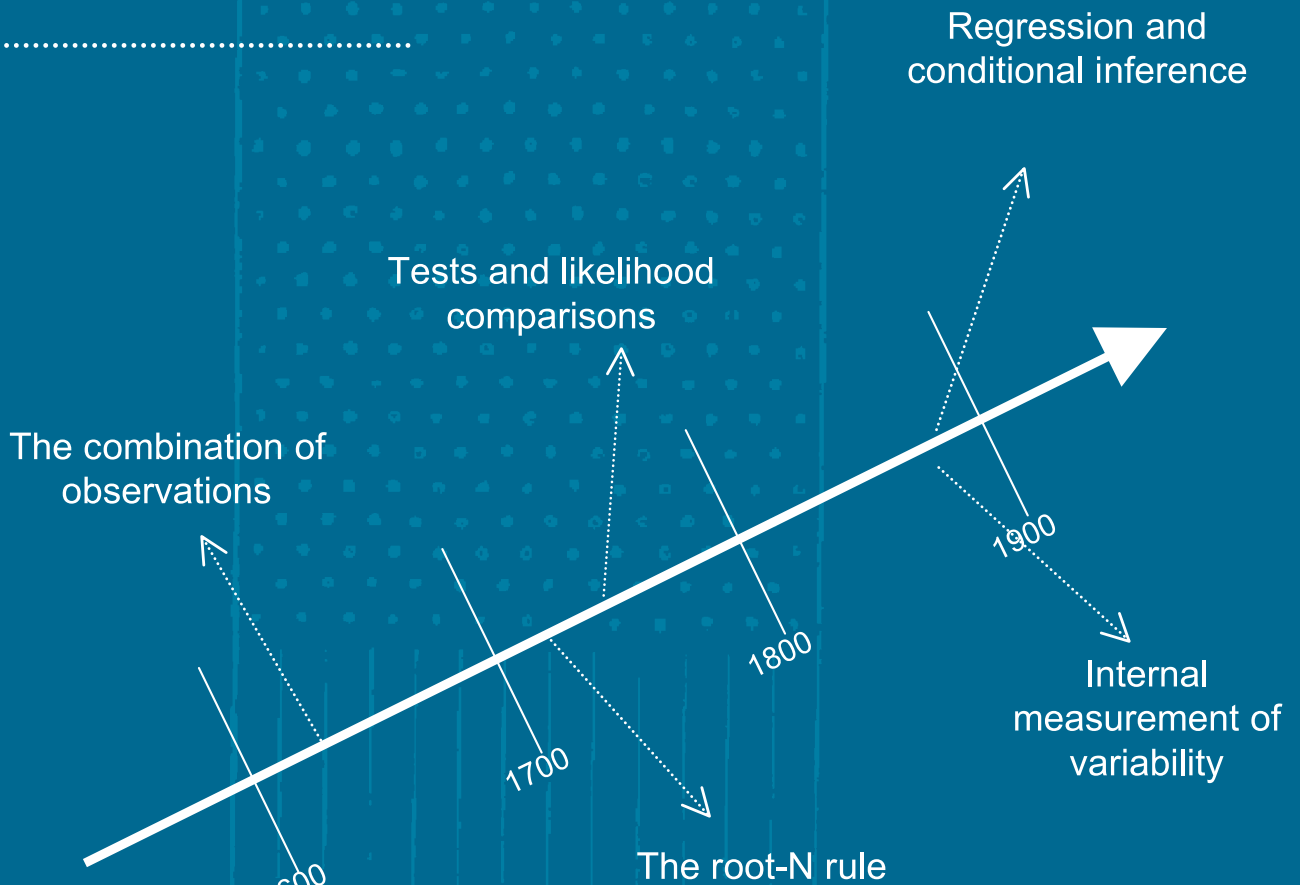 Regression and
conditional inference
Tests and likelihood
comparisons
The combination of
observations
1900
1800
Internal
measurement of
variability
1700
The root-N rule
600